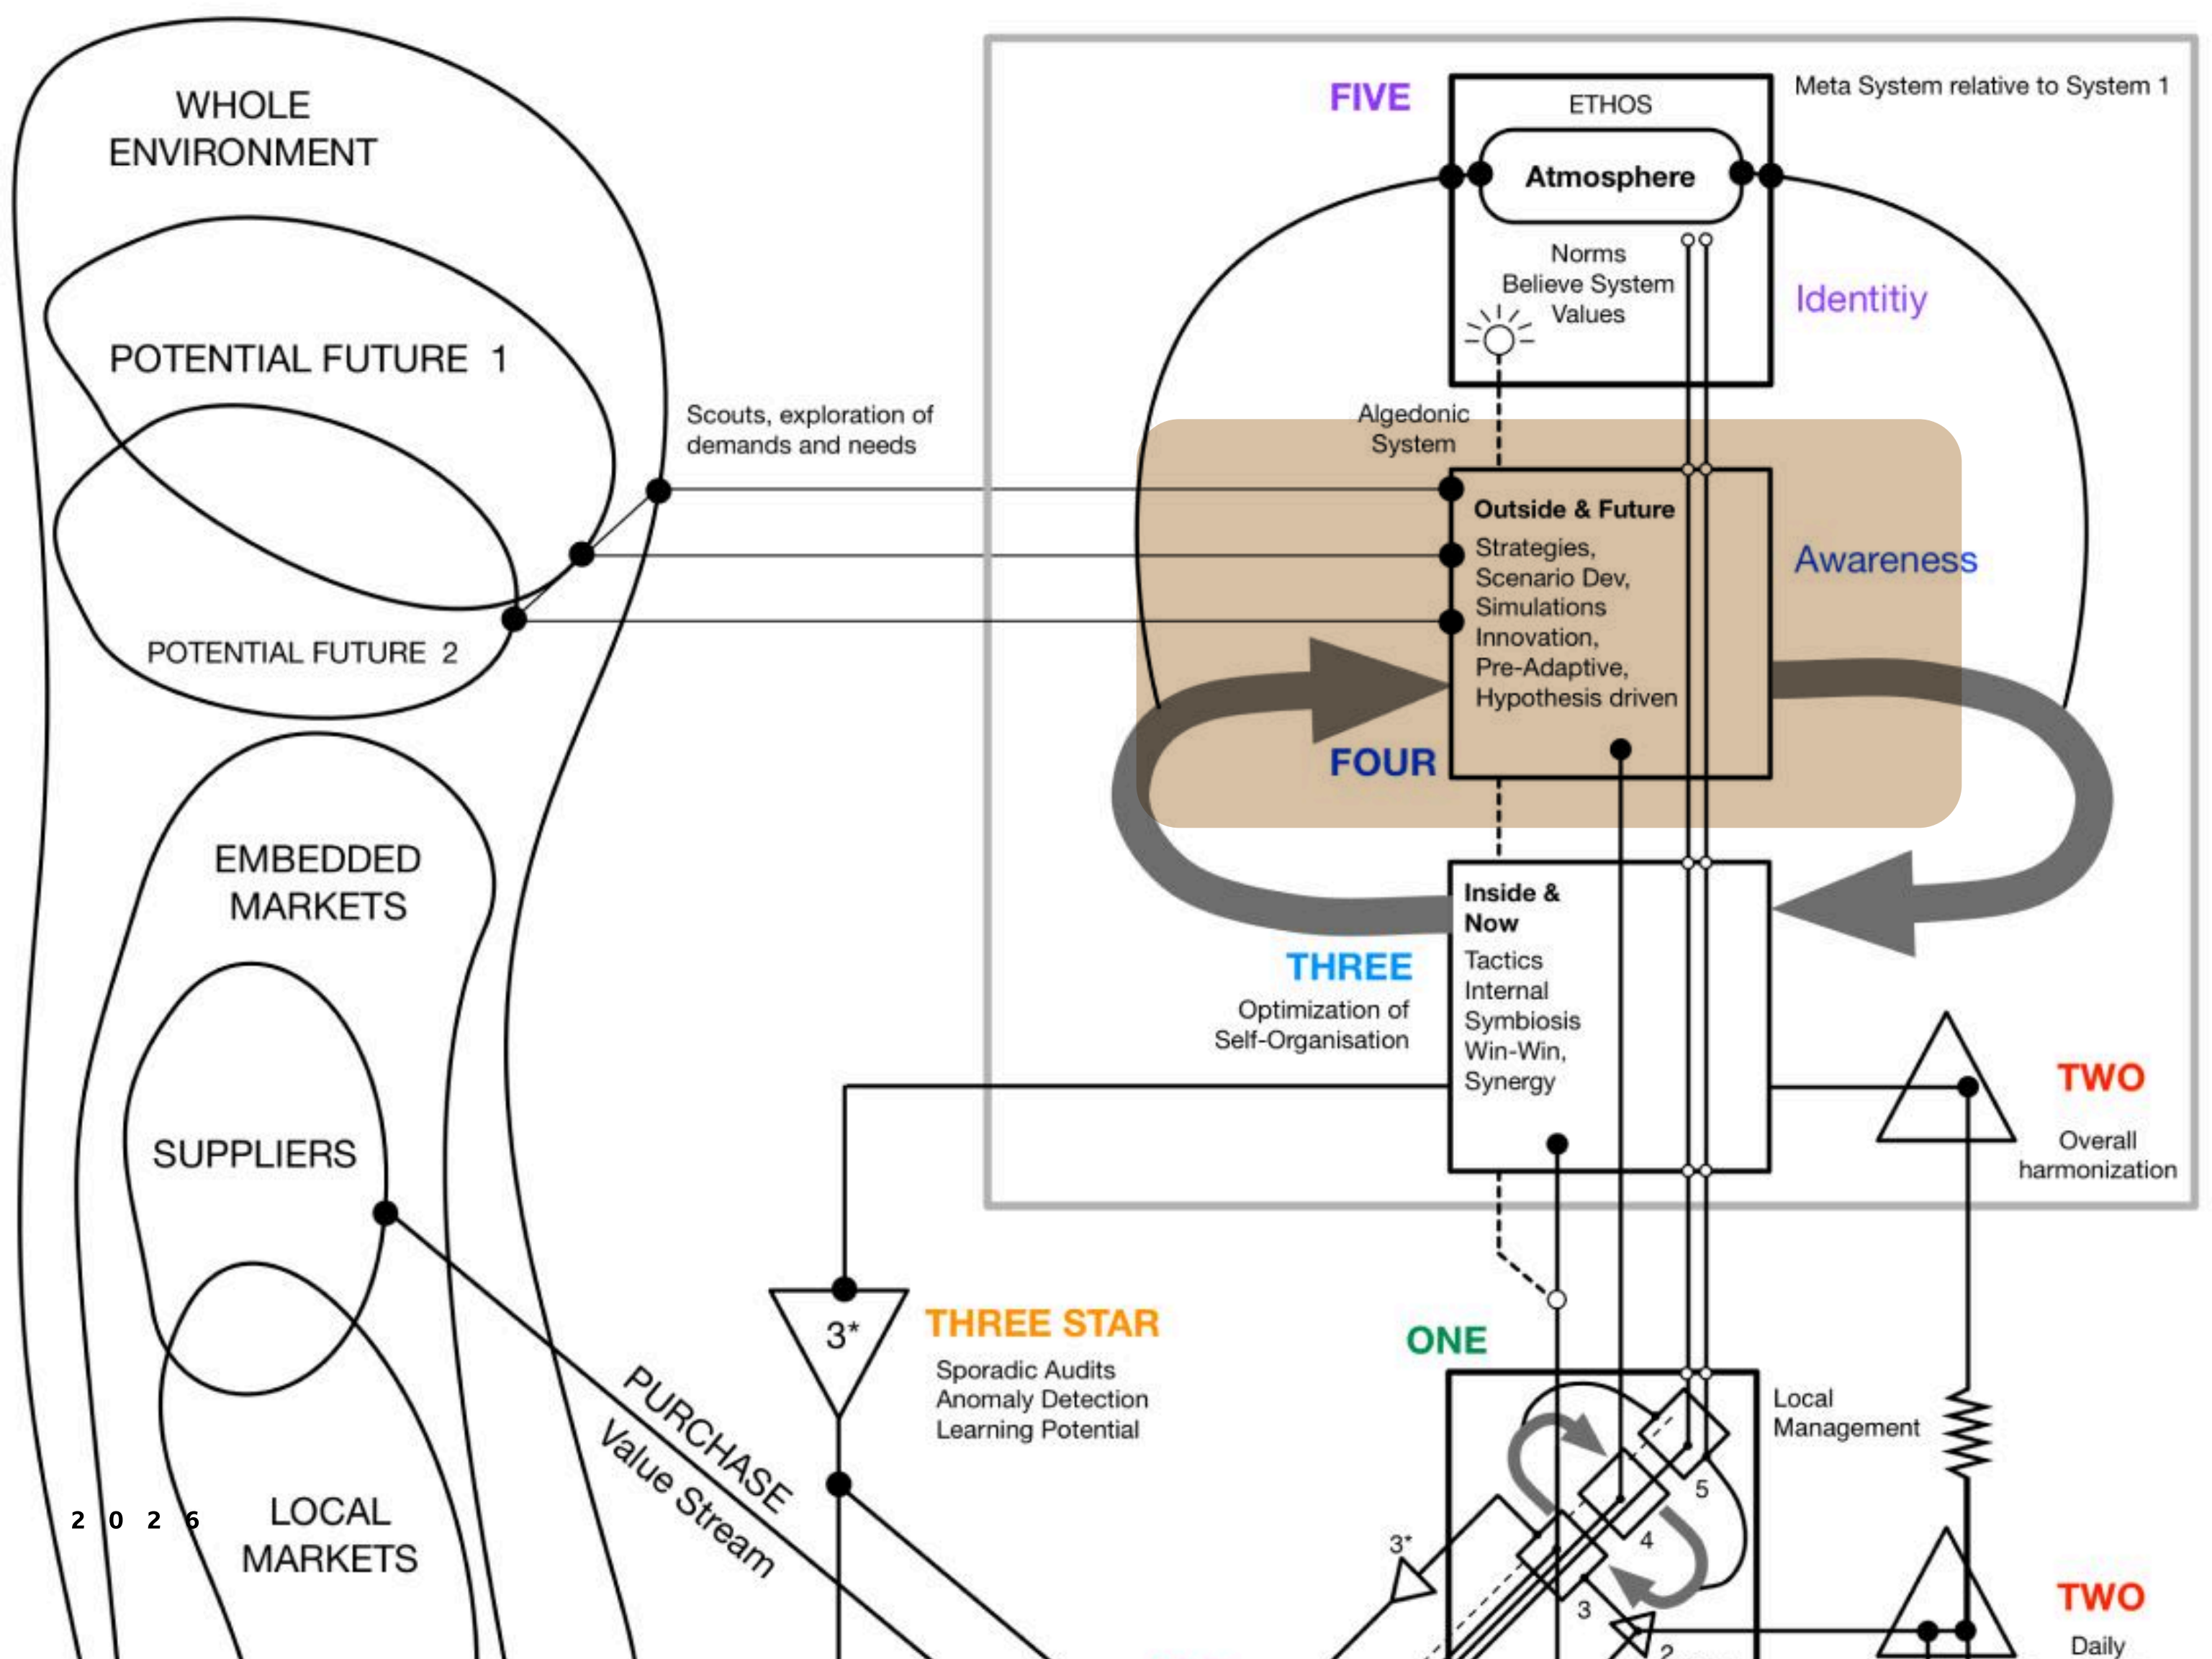 WHOLE
ENVIRONMENT
POTENTIAL FUTURE 1
POTENTIAL FUTURE 2
Scouts, exploration of
demands and needs
EMBEDDED
MARKETS
SUPPLIERS
LOCAL
MARKETS
2 0 2 6
PURCHASE
Value Stream
FIVE
ETHOS
Atmosphere
Norms
Believe System
Values
Meta System relative to System 1
Identitiy
Algedonic
System
Outside & Future
Strategies,
Scenario Dev,
Simulations
Innovation,
Pre-Adaptive,
Hypothesis driven
FOUR
Awareness
Inside &
Now
Tactics
Internal
Symbiosis
Win-Win,
Synergy
THREE
Optimization of
Self-Organisation
TWO
Overall
harmonization
3*
THREE STAR
Sporadic Audits
Anomaly Detection
Learning Potential
ONE
Local
Management
5
4
3
3*
2
TWO
Daily